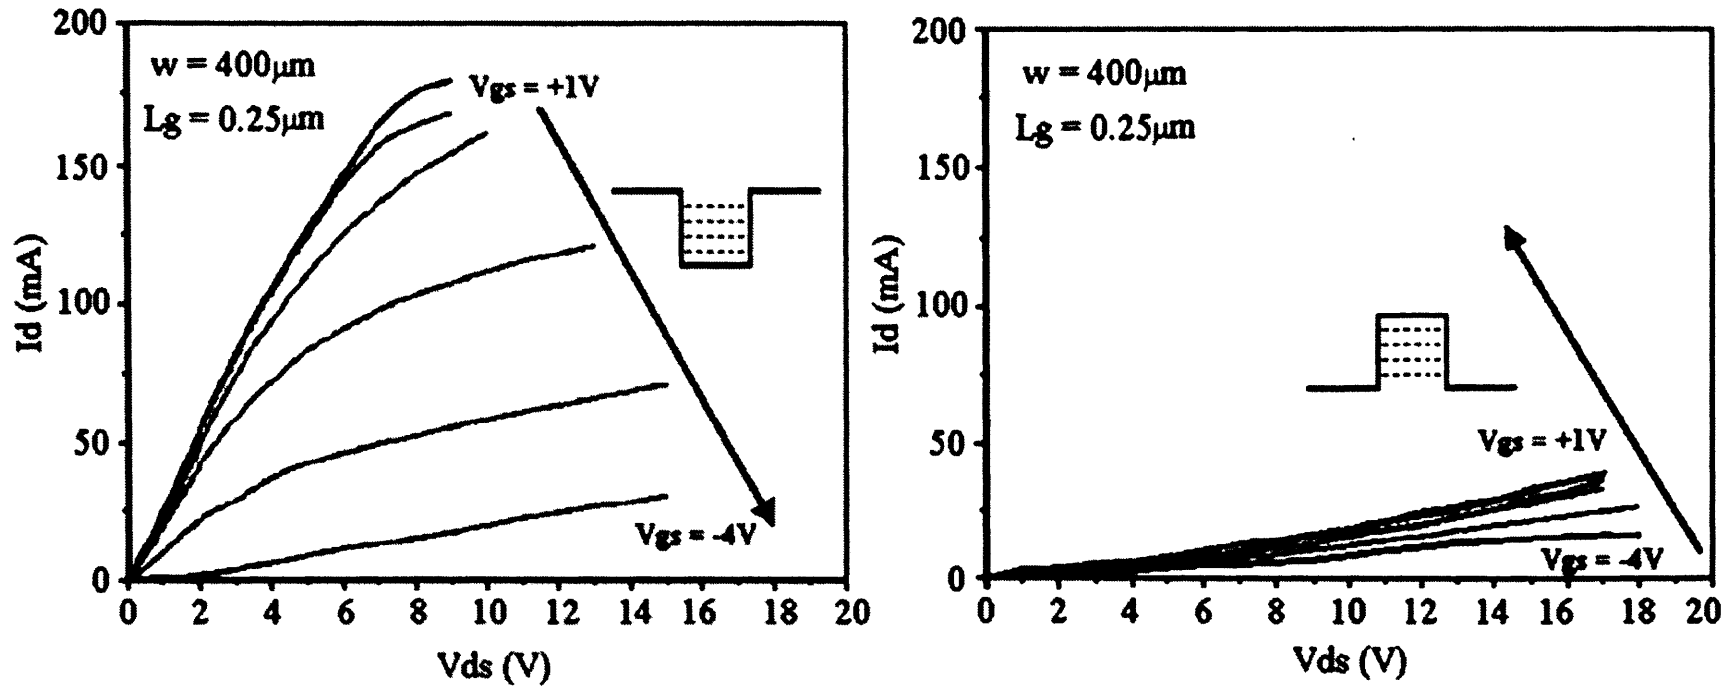 200
150
100
50
0
Id (mA)
w = 400μm
Lg = 0.25μm
Vgs = +1V
Vgs = -4V
0 2 4 6 8 10 12 14 16 18 20
Vds (V)
200
150
100
50
0
Id (mA)
w = 400μm
Lg = 0.25μm
Vgs = +1V
Vgs = -4V
0 2 4 6 8 10 12 14 16 18 20
Vds (V)